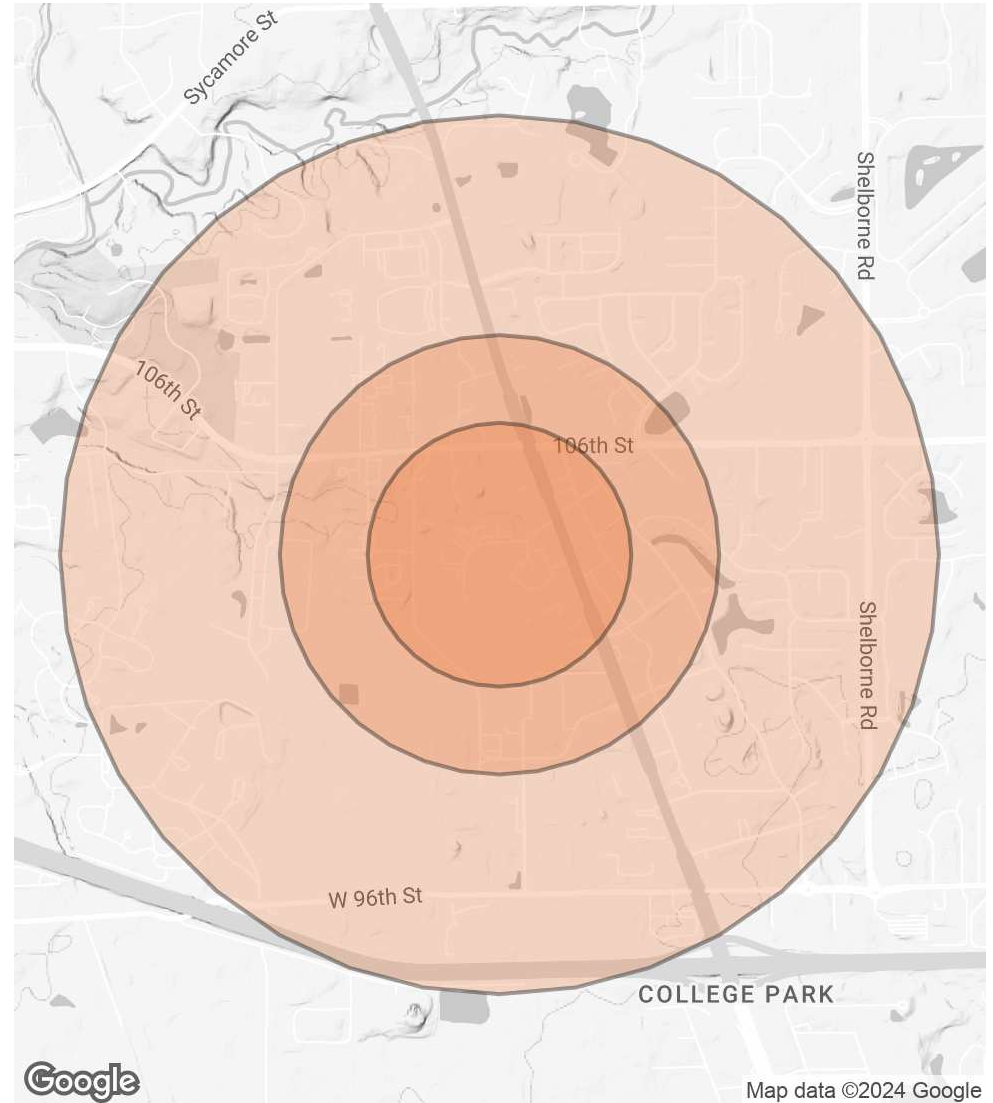 Sycamore St
Shelborne Rd
106th St
106th St
Shelborne Rd
W 96th St
COLLEGE PARK
Google
Map data ©2024 Google